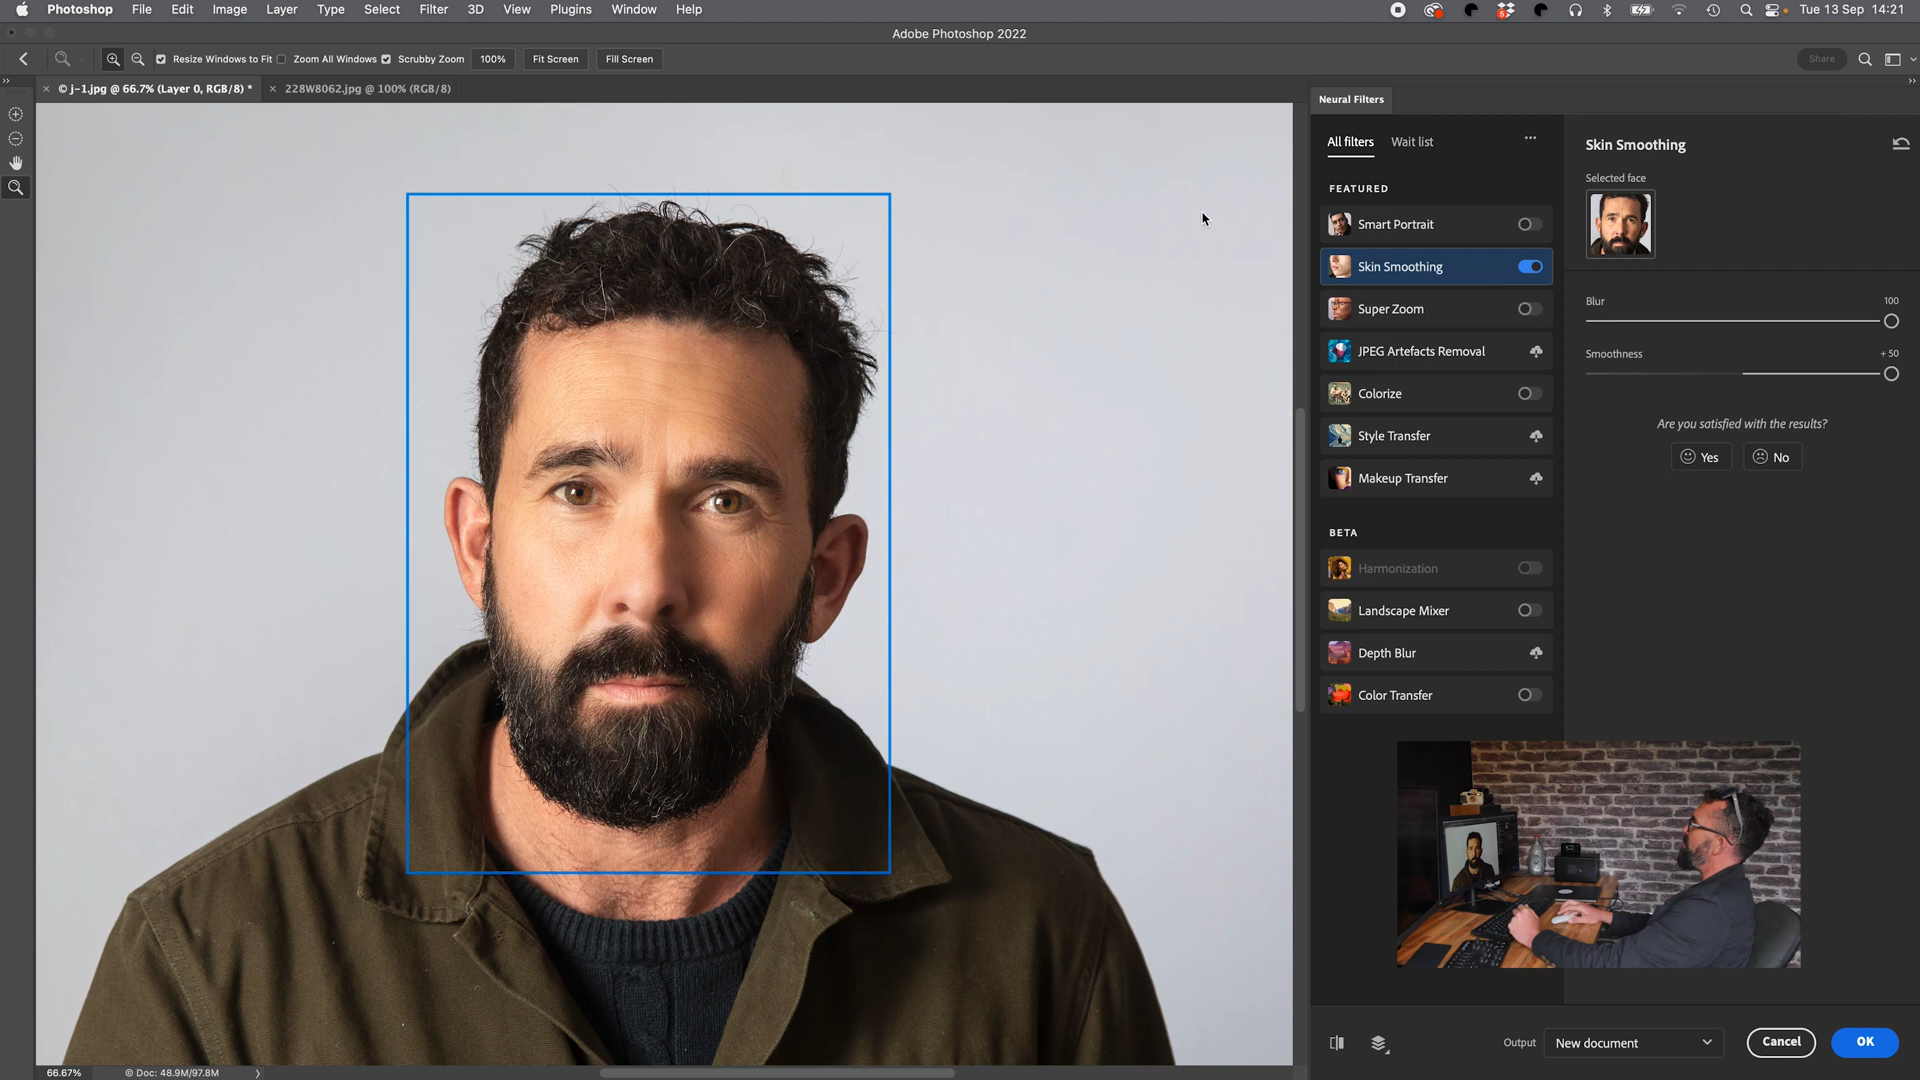 Photoshop File Edit Image Layer Type Select Filter 3D View Plugins Window Help Tue 13 Sep 14:21
Adobe Photoshop 2022
Resize Windows to Fit Zoom All Windows Scrubby Zoom 100% Fit Screen Fill Screen Share
© j-1.jpg @ 66.7% (Layer 0, RGB/8) * 228W8062.jpg @ 100% (RGB/8)
Neural Filters
All filters Wait list
Skin Smoothing
Selected face
FEATURED
Smart Portrait
Skin Smoothing
Super Zoom
JPEG Artefacts Removal
Colorize
Style Transfer
Makeup Transfer
BETA
Harmonization
Landscape Mixer
Depth Blur
Color Transfer
Blur 100
Smoothness +50
Are you satisfied with the results?
Yes No
Output New document Cancel OK
66.67% Doc: 48.9M/97.8M